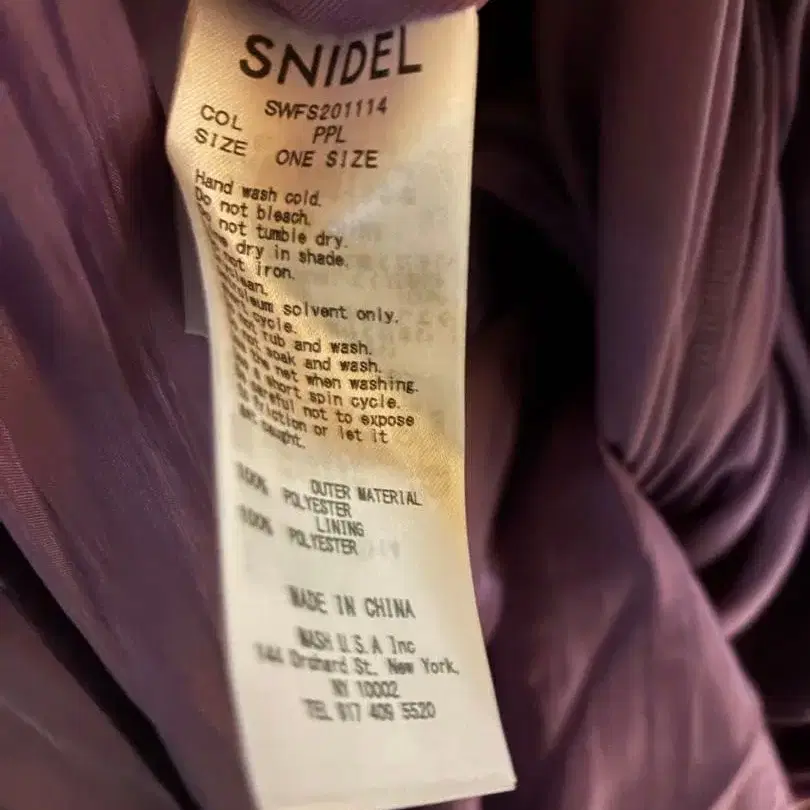 SNIDEL
SWFS201114
COL PPL
SIZE ONE SIZE
Hand wash cold.
Do not bleach.
Do not tumble dry.
dry in shade.
not iron.
solvent only.
cycle.
rub and wash.
soak and wash.
the net when washing.
a short spin cycle.
careful not to expose
friction or let it
caught.
100% OUTER MATERIAL
POLYESTER
100% LINING
POLYESTER
MADE IN CHINA
MASH U.S.A Inc
144 Orchard St. New York,
NY 10002
TEL 917 409 5520